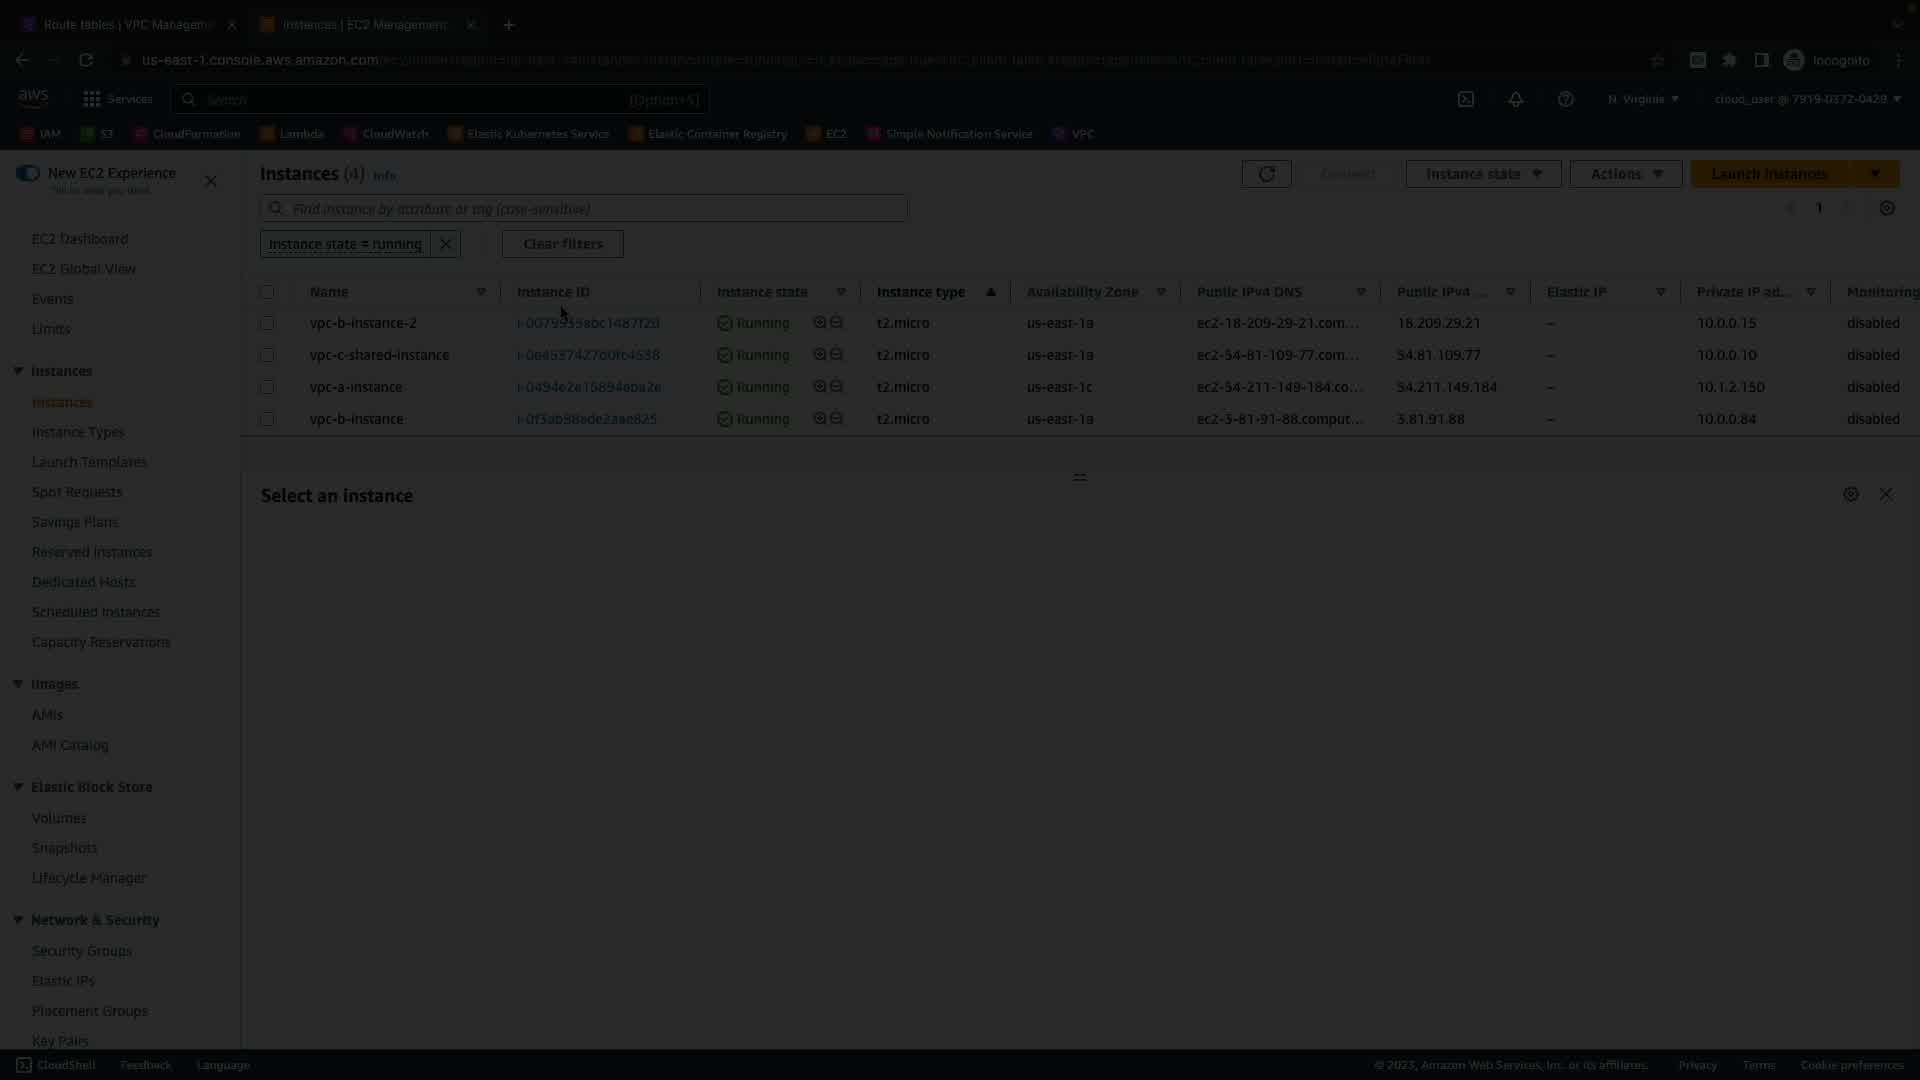 Route tables | VPC Managem
Instances | EC2 Management
us-east-1.console.aws.amazon.com
Incognito
aws
Services
Search
[Option+S]
N. Virginia
cloud_user @ 7919-0372-0429
IAM
S3
CloudFormation
Lambda
CloudWatch
Elastic Kubernetes Service
Elastic Container Registry
EC2
Simple Notification Service
VPC
New EC2 Experience
Tell us what you think
Instances (4) Info
Connect
Instance state
Actions
Launch instances
Find instance by attribute or tag (case-sensitive)
1
Instance state = running
Clear filters
Name Instance ID Instance state Instance type Availability Zone Public IPv4 DNS Public IPv4 ... Elastic IP Private IP ad... Monitoring
vpc-b-instance-2 Running t2.micro us-east-1a ec2-18-209-29-21.com... 18.209.29.21 – 10.0.0.15 disabled
vpc-c-shared-instance Running t2.micro us-east-1a ec2-54-81-109-77.com... 54.81.109.77 – 10.0.0.10 disabled
vpc-a-instance Running t2.micro us-east-1c ec2-54-211-149-184.co... 54.211.149.184 – 10.1.2.150 disabled
vpc-b-instance Running t2.micro us-east-1a ec2-3-81-91-88.comput... 3.81.91.88 – 10.0.0.84 disabled
Select an instance
EC2 Dashboard
EC2 Global View
Events
Limits
Instances
Instances
Instance Types
Launch Templates
Spot Requests
Savings Plans
Reserved Instances
Dedicated Hosts
Scheduled Instances
Capacity Reservations
Images
AMIs
AMI Catalog
Elastic Block Store
Volumes
Snapshots
Lifecycle Manager
Network & Security
Security Groups
Elastic IPs
Placement Groups
Key Pairs
CloudShell
Feedback
Language
© 2023, Amazon Web Services, Inc. or its affiliates.
Privacy
Terms
Cookie preferences